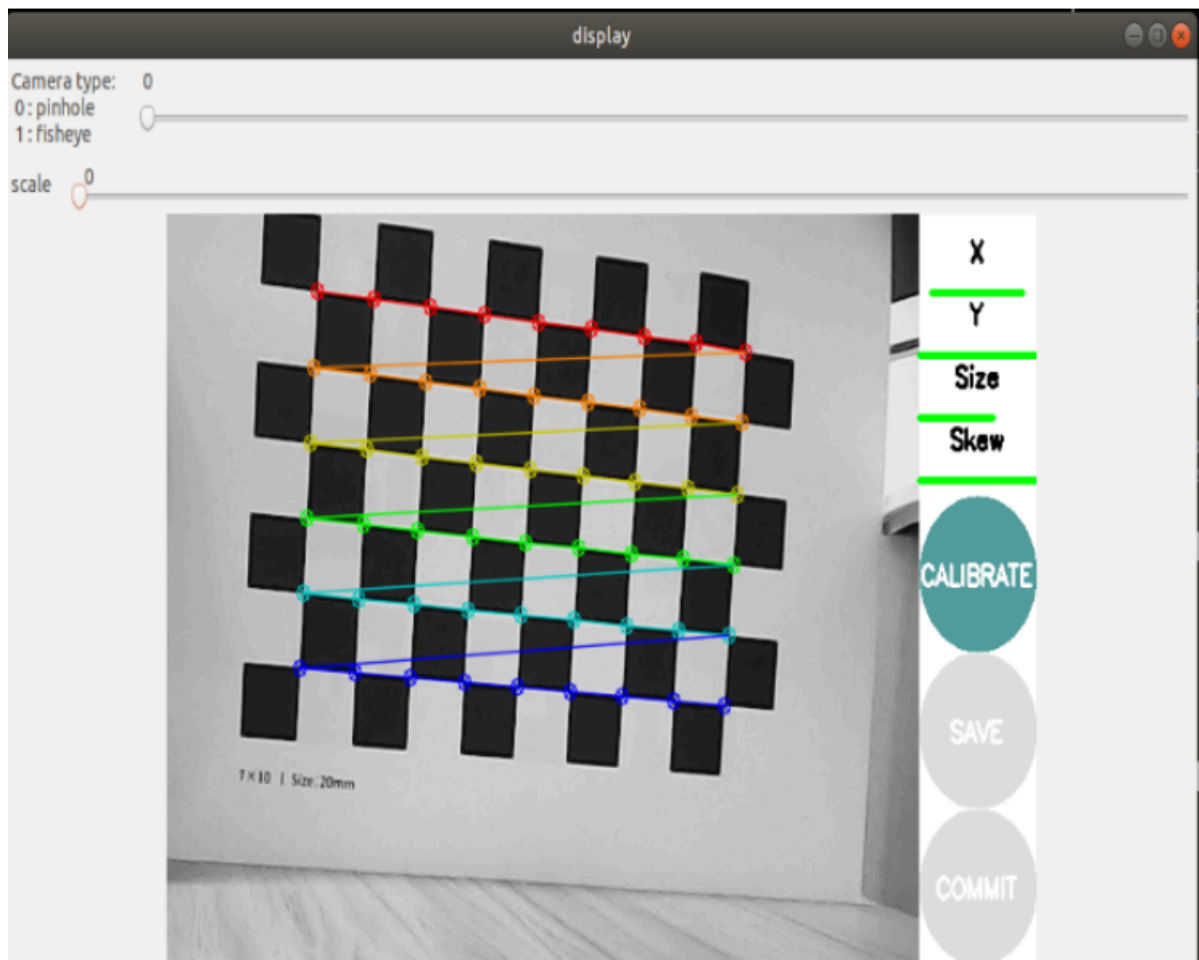 display
Camera type: 0
0 : pinhole
1 : fisheye
scale 0
X
Y
Size
Skew
CALIBRATE
SAVE
COMMIT
7×10 | Size: 20mm